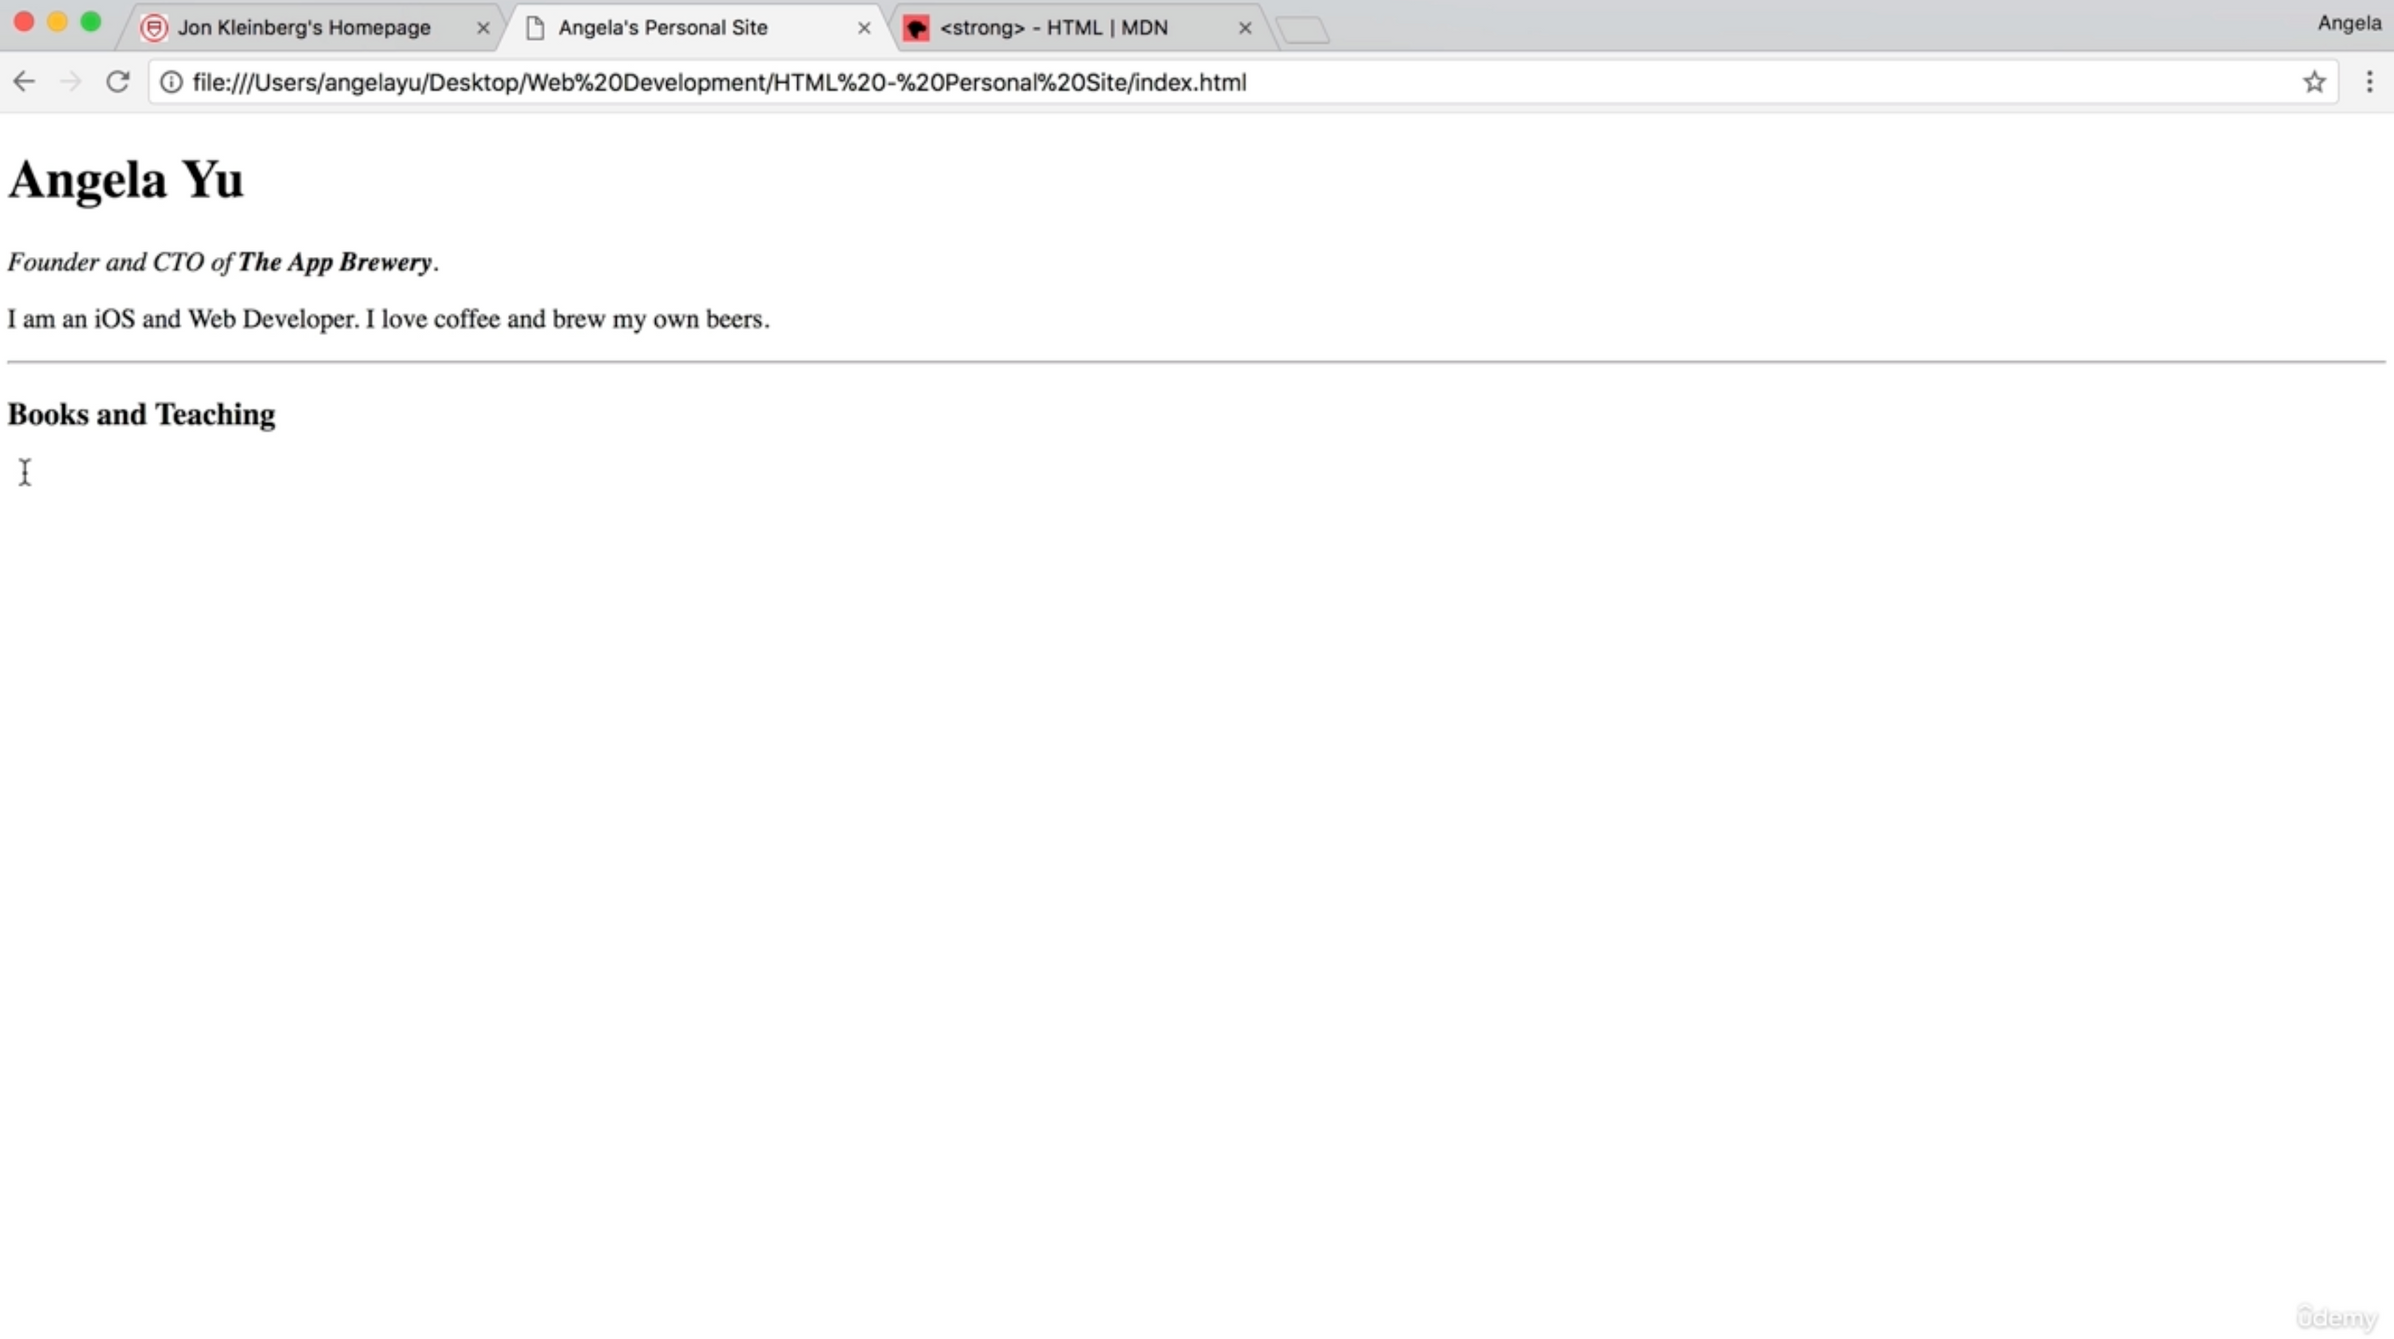 Jon Kleinberg's Homepage
Angela's Personal Site
<strong> - HTML | MDN
Angela
file:///Users/angelayu/Desktop/Web%20Development/HTML%20-%20Personal%20Site/index.html
Angela Yu
Founder and CTO of The App Brewery.
I am an iOS and Web Developer. I love coffee and brew my own beers.
Books and Teaching
ûdemy